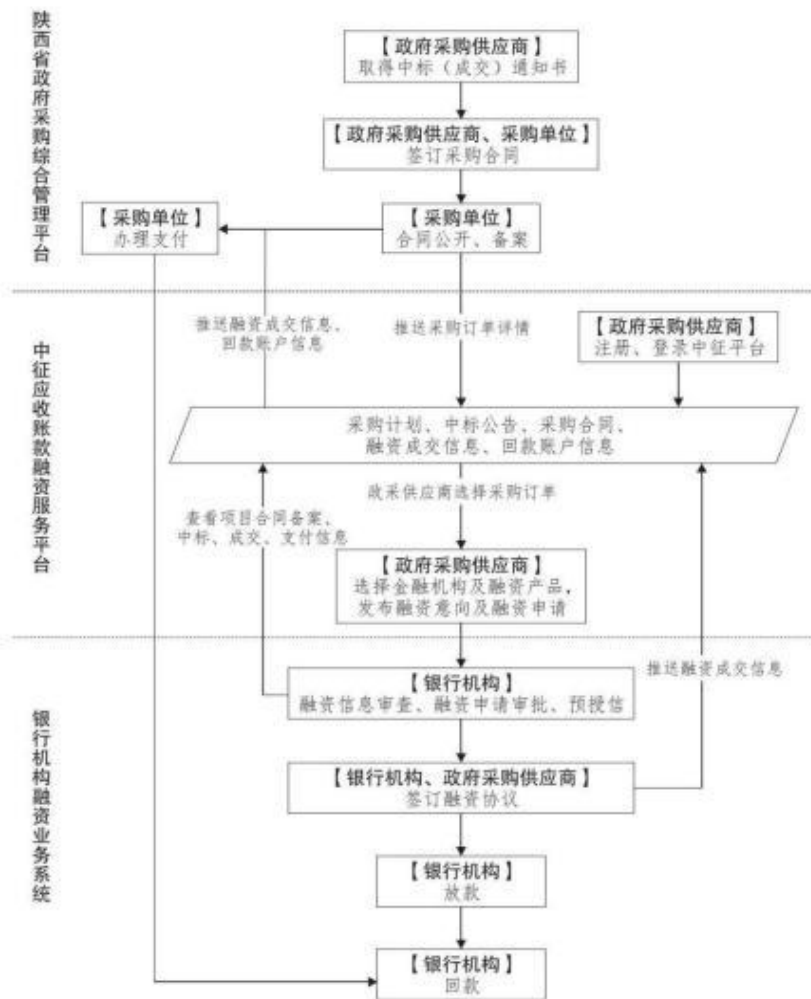 陕西省政府采购综合管理平台
【政府采购供应商】
取得中标（成交）通知书
【政府采购供应商、采购单位】
签订采购合同
【采购单位】
办理支付
【采购单位】
合同公开、备案
中征应收账款融资服务平台
推送融资成交信息、
回款账户信息
推送采购订单详情
【政府采购供应商】
注册、登录中征平台
采购计划、中标公告、采购合同、
融资成交信息、回款账户信息
政采供应商选择采购订单
查看项目合同备案、
中标、成交、支付信息
【政府采购供应商】
选择金融机构及融资产品，
发布融资意向及融资申请
银行机构融资业务系统
推送融资成交信息
【银行机构】
融资信息审查、融资申请审批、预授信
【银行机构、政府采购供应商】
签订融资协议
【银行机构】
放款
【银行机构】
回款